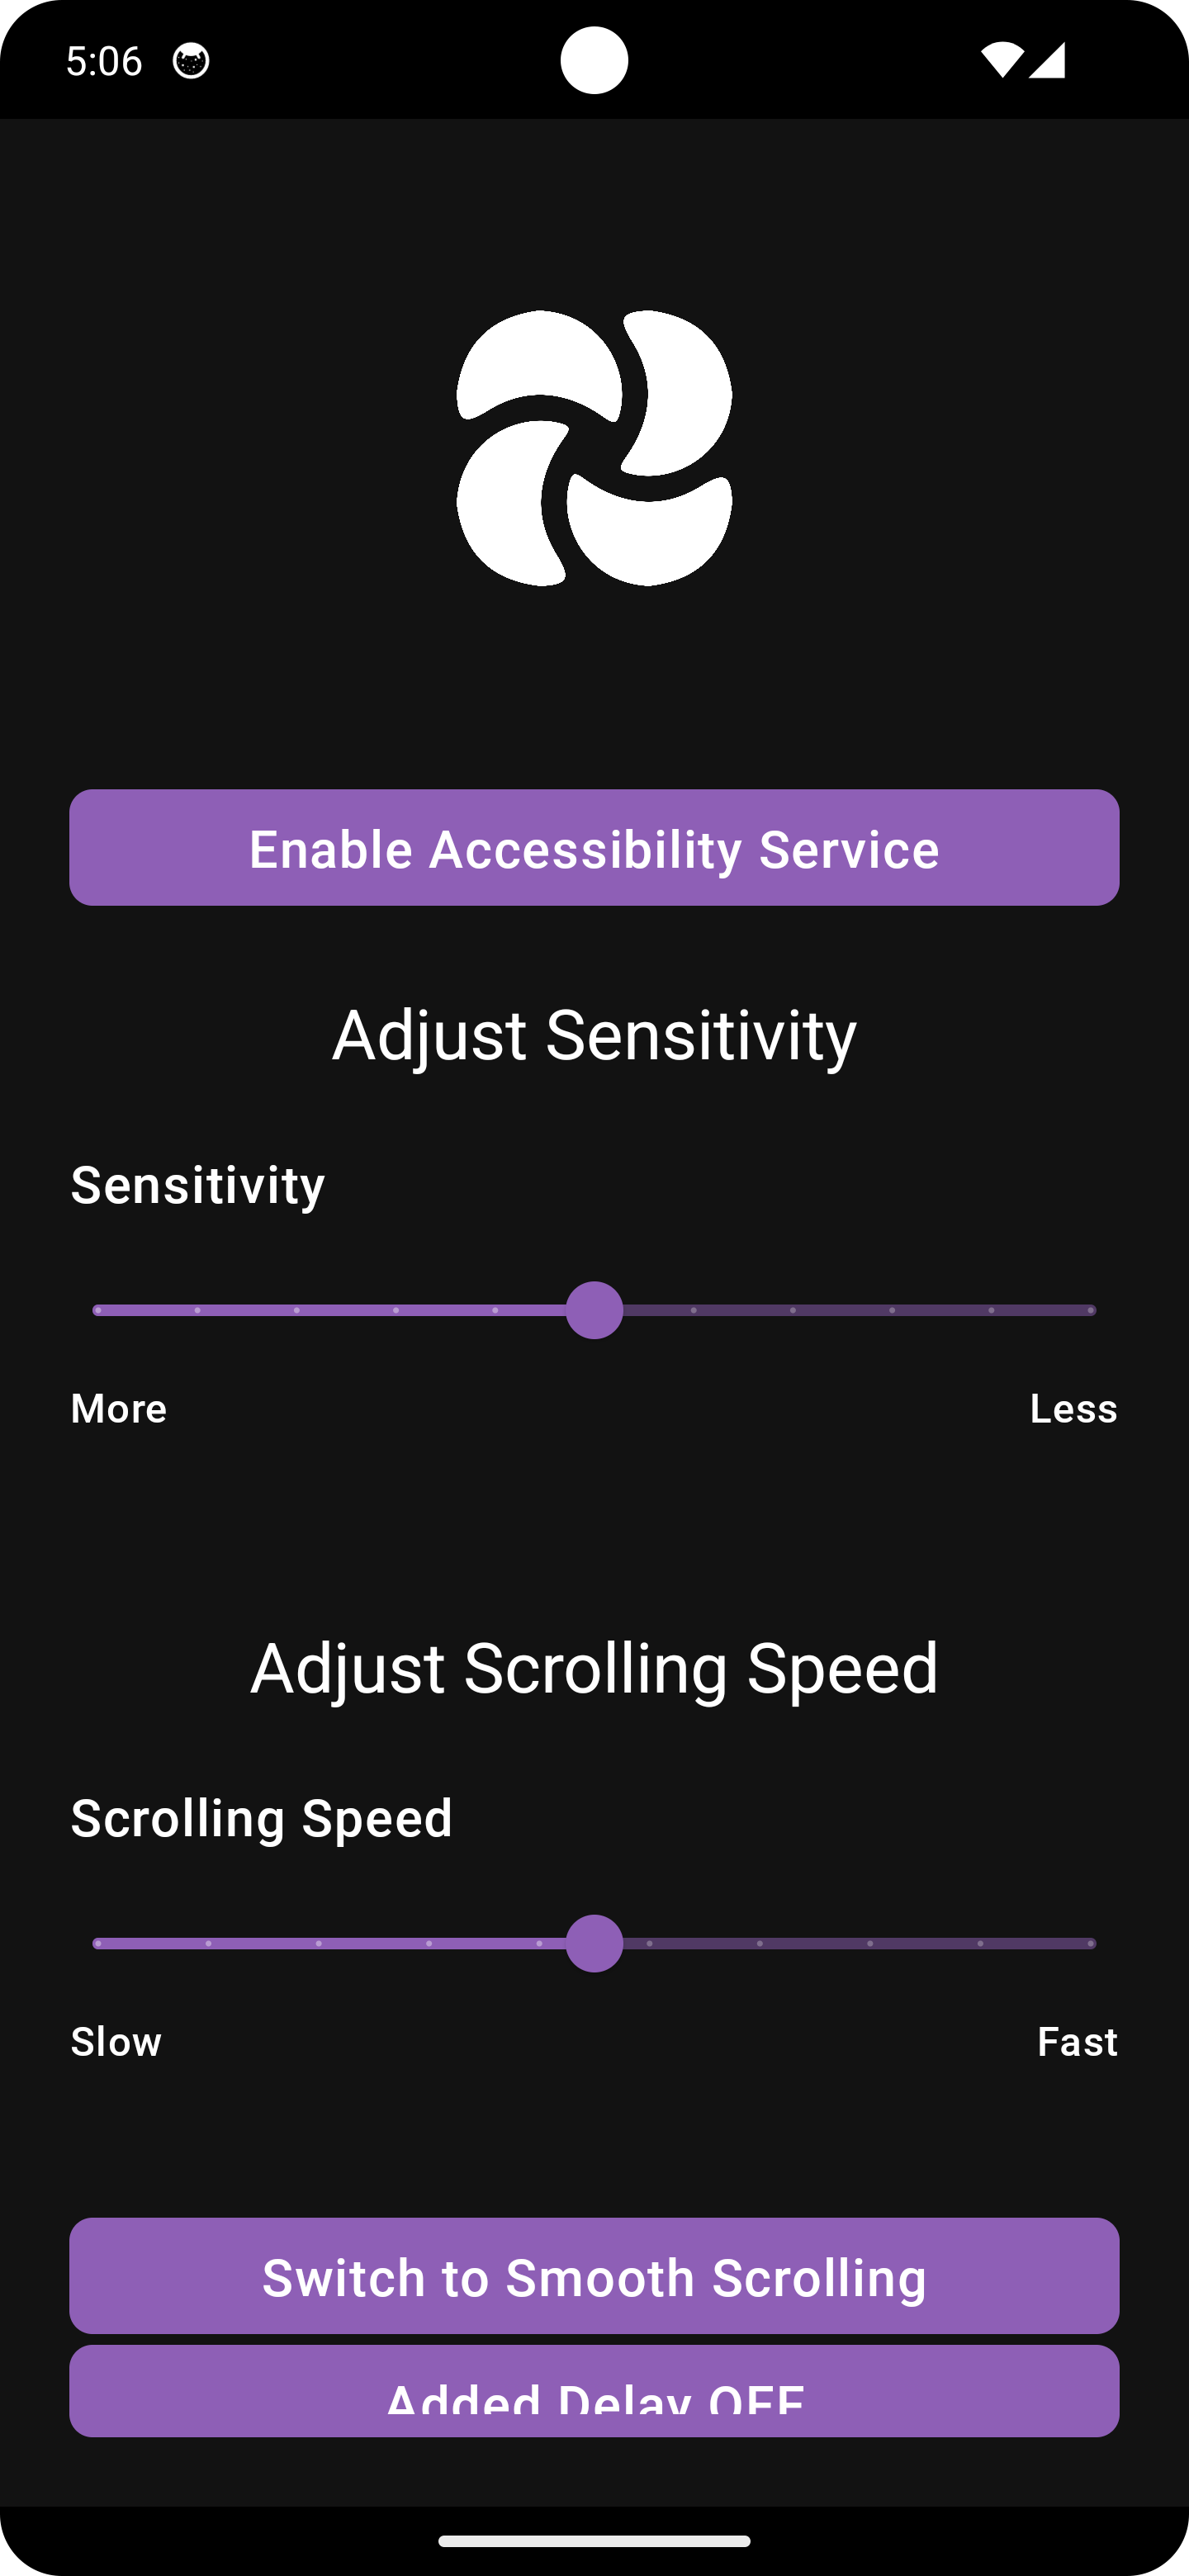 5:06
Enable Accessibility Service
Adjust Sensitivity
Sensitivity
More Less
Adjust Scrolling Speed
Scrolling Speed
Slow Fast
Switch to Smooth Scrolling
Added Delay OFF